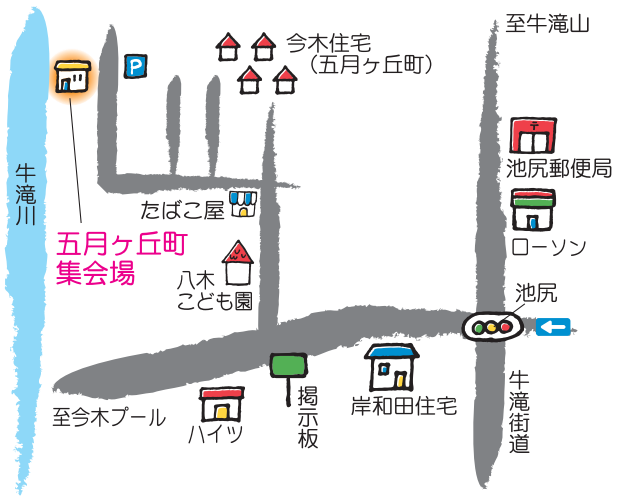 至牛滝山
今木住宅
（五月ヶ丘町）
P
池尻郵便局
牛滝川
たばこ屋
五月ヶ丘町
集会場
ローソン
八木
こども園
池尻
岸和田住宅
牛滝街道
掲示板
至今木プール
ハイツ